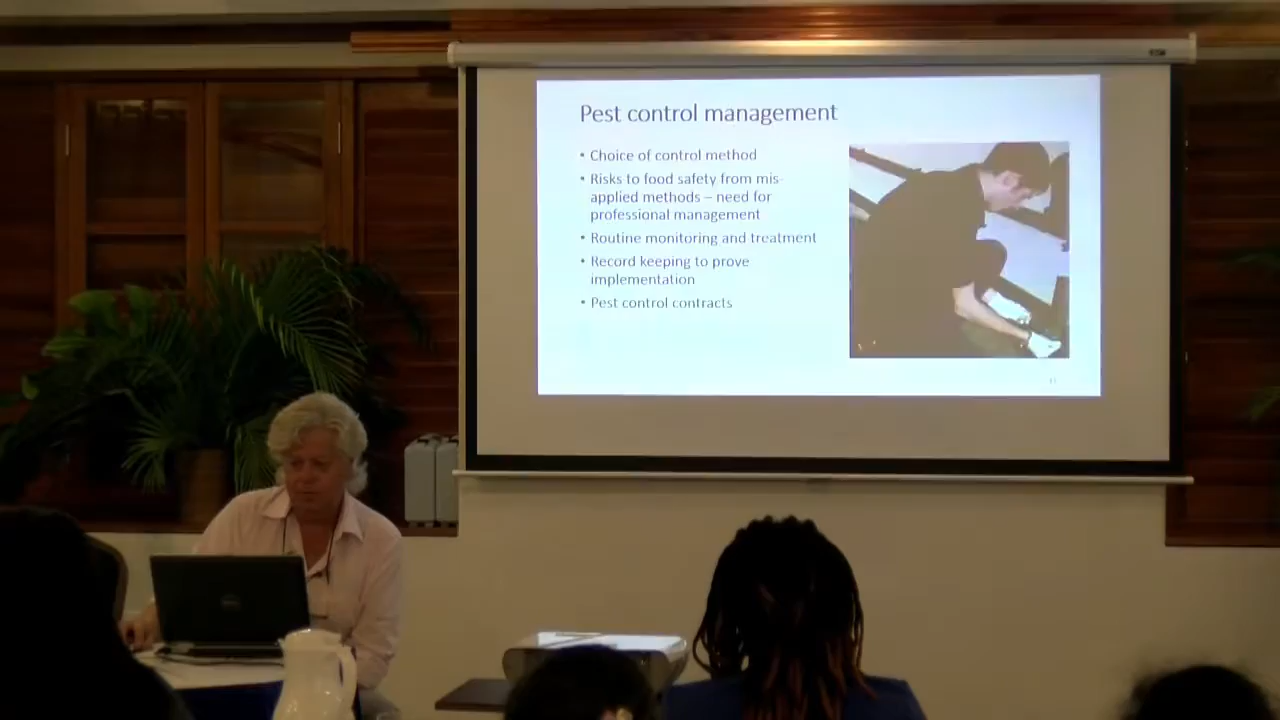 Pest control management
• Choice of control method
• Risks to food safety from mis-
applied methods – need for
professional management
• Routine monitoring and treatment
• Record keeping to prove
implementation
• Pest control contracts